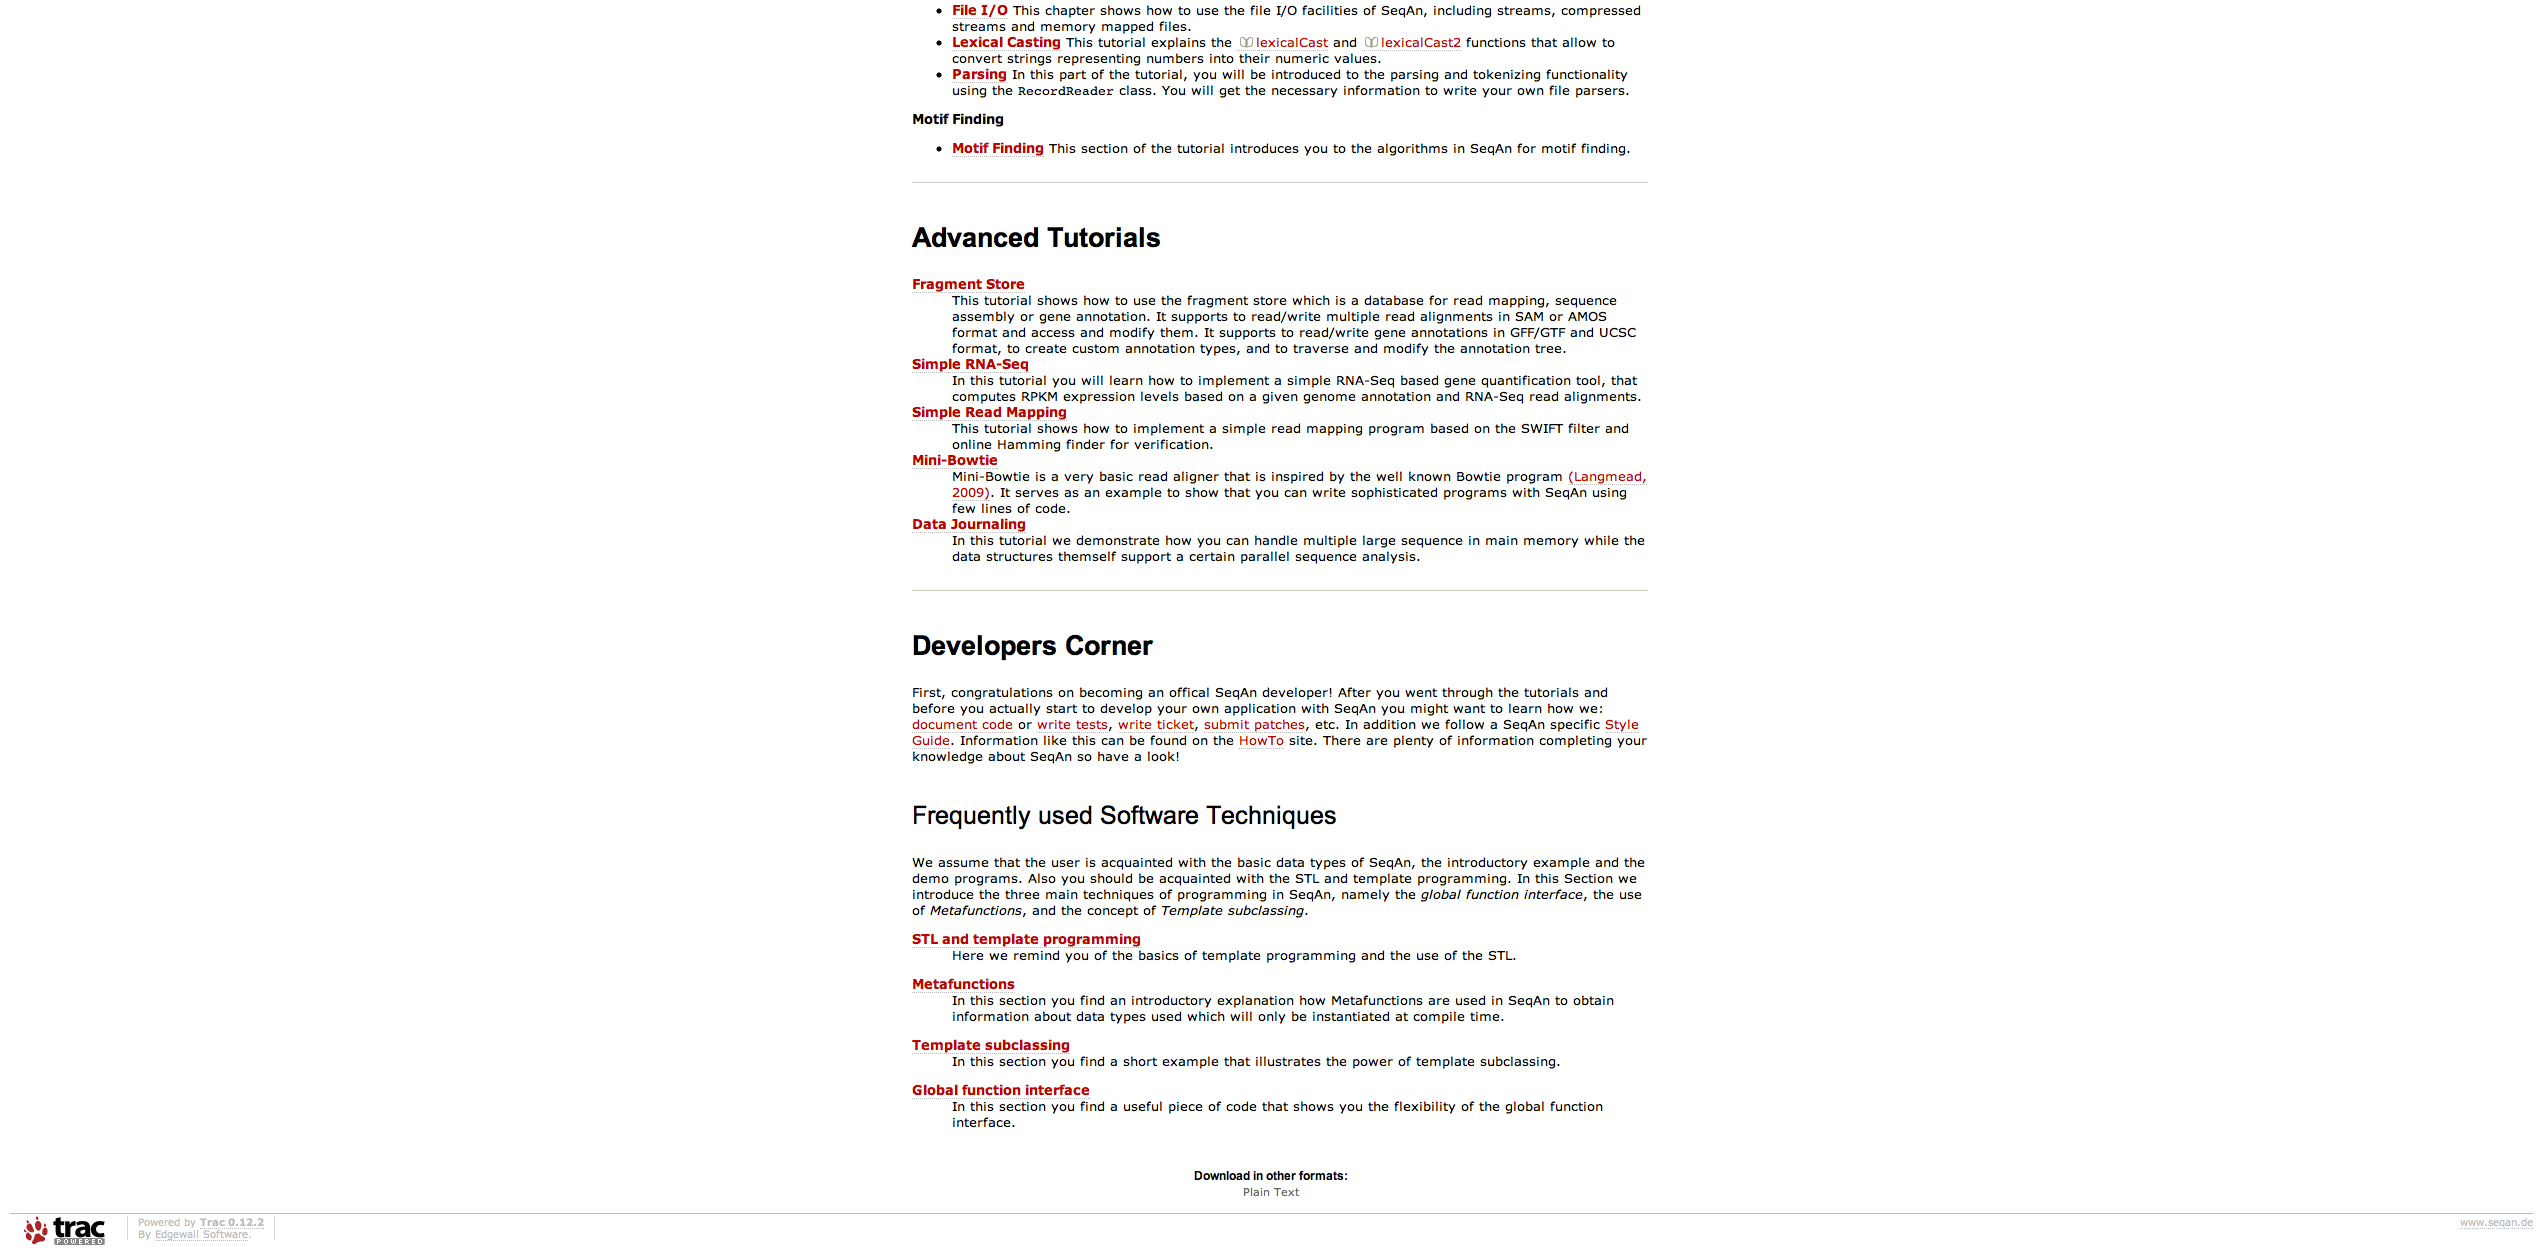 File I/O This chapter shows how to use the file I/O facilities of SeqAn, including streams, compressed
streams and memory mapped files.
Lexical Casting This tutorial explains the lexicalCast and lexicalCast2 functions that allow to
convert strings representing numbers into their numeric values.
Parsing In this part of the tutorial, you will be introduced to the parsing and tokenizing functionality
using the RecordReader class. You will get the necessary information to write your own file parsers.
Motif Finding
Motif Finding This section of the tutorial introduces you to the algorithms in SeqAn for motif finding.
Advanced Tutorials
Fragment Store
This tutorial shows how to use the fragment store which is a database for read mapping, sequence
assembly or gene annotation. It supports to read/write multiple read alignments in SAM or AMOS
format and access and modify them. It supports to read/write gene annotations in GFF/GTF and UCSC
format, to create custom annotation types, and to traverse and modify the annotation tree.
Simple RNA-Seq
In this tutorial you will learn how to implement a simple RNA-Seq based gene quantification tool, that
computes RPKM expression levels based on a given genome annotation and RNA-Seq read alignments.
Simple Read Mapping
This tutorial shows how to implement a simple read mapping program based on the SWIFT filter and
online Hamming finder for verification.
Mini-Bowtie
Mini-Bowtie is a very basic read aligner that is inspired by the well known Bowtie program (Langmead,
2009). It serves as an example to show that you can write sophisticated programs with SeqAn using
few lines of code.
Data Journaling
In this tutorial we demonstrate how you can handle multiple large sequence in main memory while the
data structures themself support a certain parallel sequence analysis.
Developers Corner
First, congratulations on becoming an offical SeqAn developer! After you went through the tutorials and
before you actually start to develop your own application with SeqAn you might want to learn how we:
document code or write tests, write ticket, submit patches, etc. In addition we follow a SeqAn specific Style
Guide. Information like this can be found on the HowTo site. There are plenty of information completing your
knowledge about SeqAn so have a look!
Frequently used Software Techniques
We assume that the user is acquainted with the basic data types of SeqAn, the introductory example and the
demo programs. Also you should be acquainted with the STL and template programming. In this Section we
introduce the three main techniques of programming in SeqAn, namely the global function interface, the use
of Metafunctions, and the concept of Template subclassing.
STL and template programming
Here we remind you of the basics of template programming and the use of the STL.
Metafunctions
In this section you find an introductory explanation how Metafunctions are used in SeqAn to obtain
information about data types used which will only be instantiated at compile time.
Template subclassing
In this section you find a short example that illustrates the power of template subclassing.
Global function interface
In this section you find a useful piece of code that shows you the flexibility of the global function
interface.
Download in other formats:
Plain Text
trac
POWERED
Powered by Trac 0.12.2
By Edgewall Software.
www.seqan.de